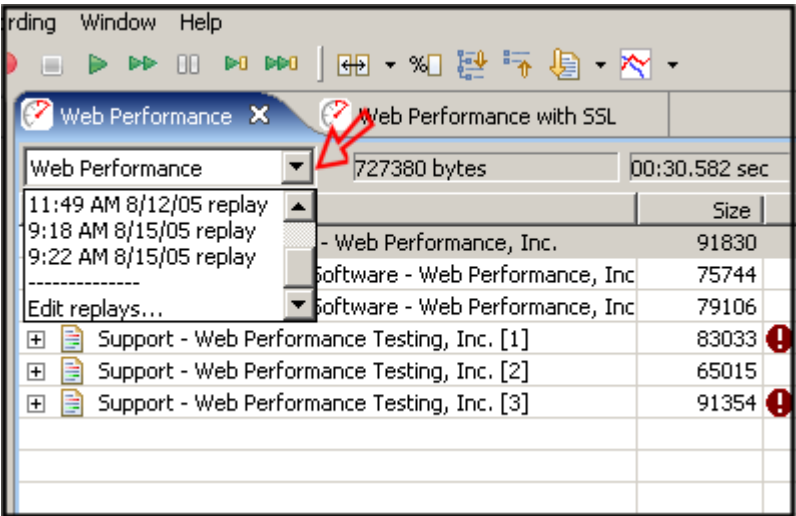 rding Window Help
%
Web Performance Web Performance with SSL
Web Performance 727380 bytes 00:30.582 sec
Size
11:49 AM 8/12/05 replay
9:18 AM 8/15/05 replay
9:22 AM 8/15/05 replay
--------------
Edit replays...
- Web Performance, Inc. 91830
Software - Web Performance, Inc 75744
Software - Web Performance, Inc 79106
Support - Web Performance Testing, Inc. [1] 83033
Support - Web Performance Testing, Inc. [2] 65015
Support - Web Performance Testing, Inc. [3] 91354